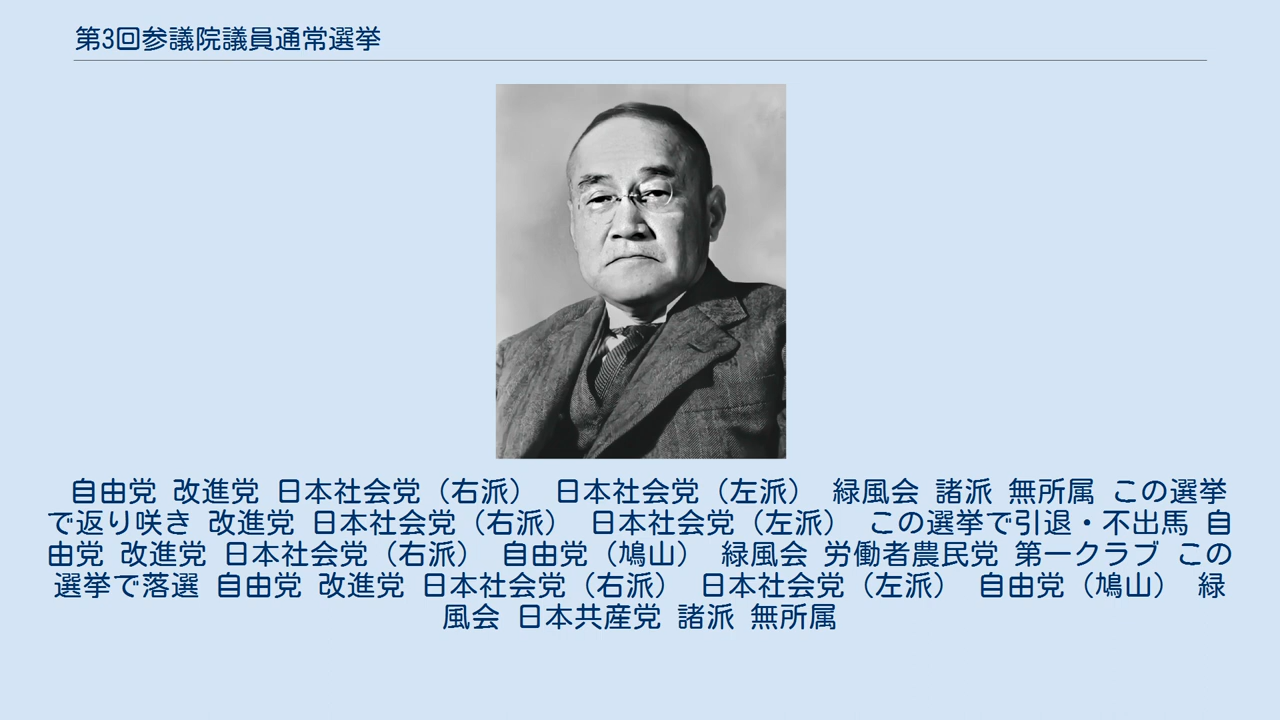 第3回参議院議員通常選挙
自由党 改進党 日本社会党（右派） 日本社会党（左派） 緑風会 諸派 無所属 この選挙
で返り咲き 改進党 日本社会党（右派） 日本社会党（左派） この選挙で引退・不出馬 自
由党 改進党 日本社会党（右派） 自由党（鳩山） 緑風会 労働者農民党 第一クラブ この
選挙で落選 自由党 改進党 日本社会党（右派） 日本社会党（左派） 自由党（鳩山） 緑
風会 日本共産党 諸派 無所属